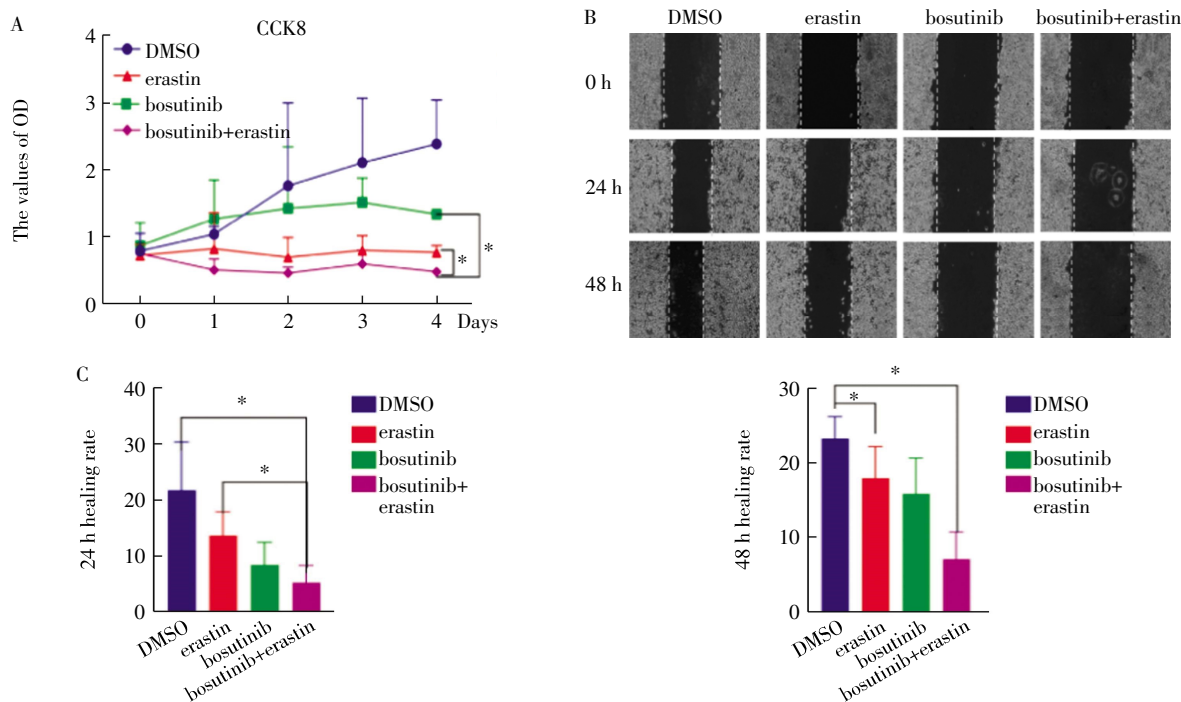 A
CCK8
The values of OD
4
3
2
1
0
DMSO
erastin
bosutinib
bosutinib+erastin
*
*
0 1 2 3 4 Days
B
DMSO erastin bosutinib bosutinib+erastin
0 h
24 h
48 h
C
24 h healing rate
40
30
20
10
0
*
*
DMSO
erastin
bosutinib
bosutinib+
erastin
DMSO
erastin
bosutinib
bosutinib+erastin
48 h healing rate
30
20
10
0
*
*
DMSO
erastin
bosutinib
bosutinib+
erastin
DMSO
erastin
bosutinib
bosutinib+erastin